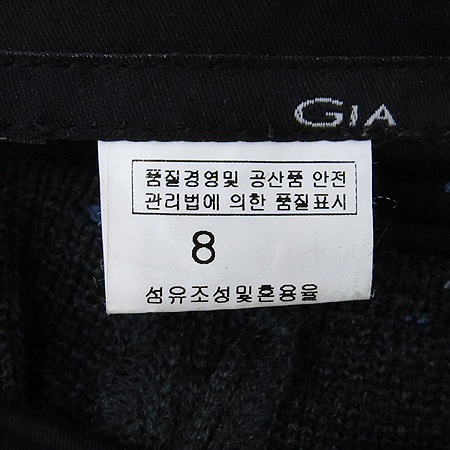 GIA
품질경영및 공산품 안전
관리법에 의한 품질표시
8
섬유조성및혼용율